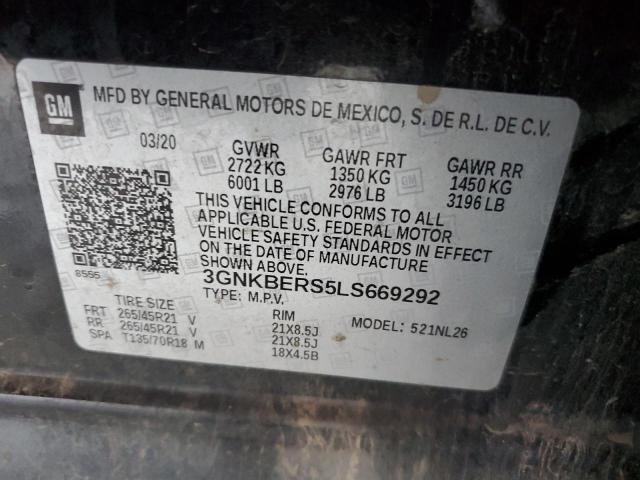 GM
MFD BY GENERAL MOTORS DE MEXICO, S. DE R.L. DE C.V.
03/20
GVWR
2722 KG
6001 LB
GAWR FRT
1350 KG
2976 LB
GAWR RR
1450 KG
3196 LB
THIS VEHICLE CONFORMS TO ALL
APPLICABLE U.S. FEDERAL MOTOR
VEHICLE SAFETY STANDARDS IN EFFECT
ON THE DATE OF MANUFACTURE
SHOWN ABOVE.
8555
3GNKBERS5LS669292
TYPE: M.P.V.
MODEL: 521NL26
TIRE SIZE RIM
FRT 265/45R21 V 21X8.5J
RR 265/45R21 V 21X8.5J
SPA T135/70R18 M 18X4.5B